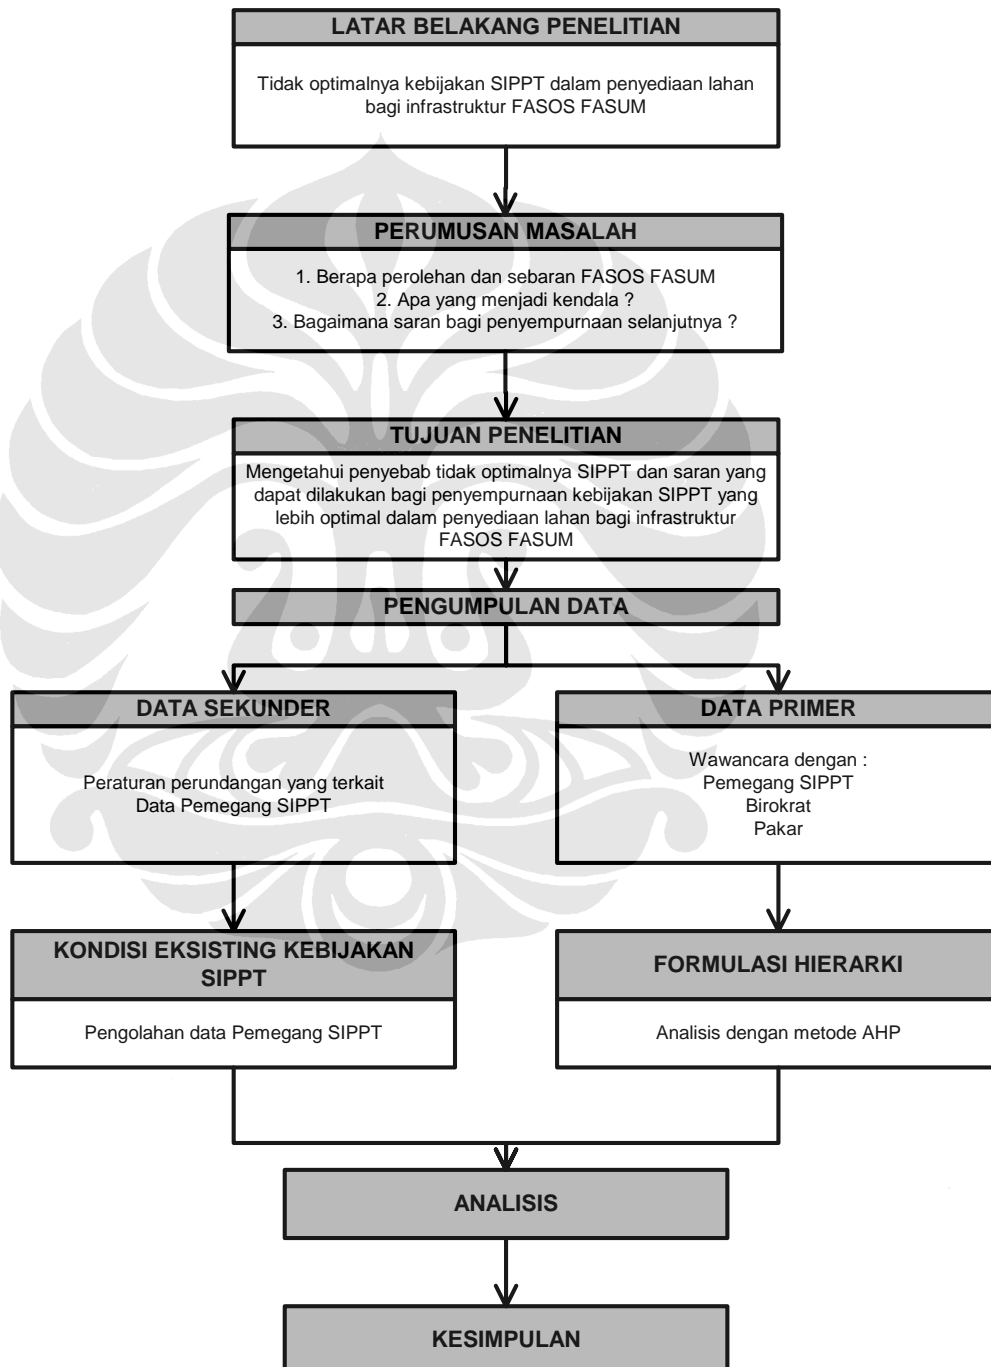 LATAR BELAKANG PENELITIAN
Tidak optimalnya kebijakan SIPPT dalam penyediaan lahan
bagi infrastruktur FASOS FASUM
PERUMUSAN MASALAH
1. Berapa perolehan dan sebaran FASOS FASUM
2. Apa yang menjadi kendala ?
3. Bagaimana saran bagi penyempurnaan selanjutnya ?
TUJUAN PENELITIAN
Mengetahui penyebab tidak optimalnya SIPPT dan saran yang
dapat dilakukan bagi penyempurnaan kebijakan SIPPT yang
lebih optimal dalam penyediaan lahan bagi infrastruktur
FASOS FASUM
PENGUMPULAN DATA
DATA SEKUNDER
Peraturan perundangan yang terkait
Data Pemegang SIPPT
DATA PRIMER
Wawancara dengan :
Pemegang SIPPT
Birokrat
Pakar
KONDISI EKSISTING KEBIJAKAN
SIPPT
Pengolahan data Pemegang SIPPT
FORMULASI HIERARKI
Analisis dengan metode AHP
ANALISIS
KESIMPULAN